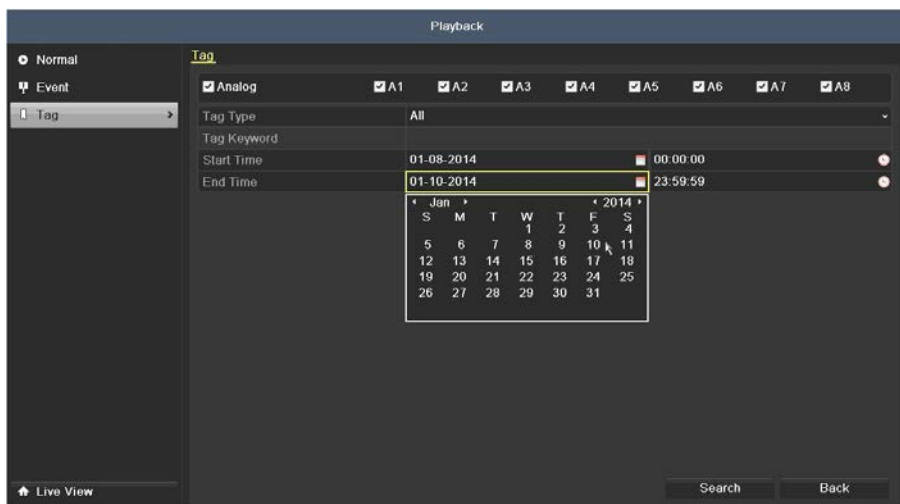 Playback
Normal
Event
Tag
Live View
Tag
Analog A1 A2 A3 A4 A5 A6 A7 A8
Tag Type All
Tag Keyword
Start Time 01-08-2014 00:00:00
End Time 01-10-2014 23:59:59
Jan 2014
S M T W T F S
1 2 3 4
5 6 7 8 9 10 11
12 13 14 15 16 17 18
19 20 21 22 23 24 25
26 27 28 29 30 31
Search Back